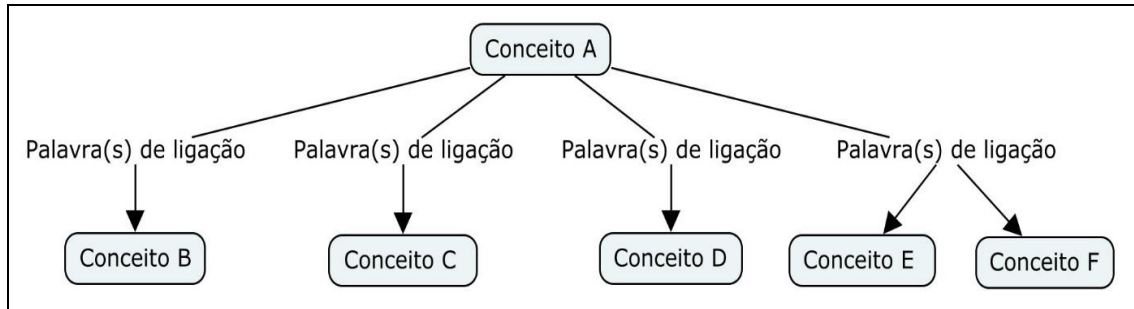 Conceito A
Palavra(s) de ligação Palavra(s) de ligação Palavra(s) de ligação Palavra(s) de ligação
Conceito B Conceito C Conceito D Conceito E Conceito F